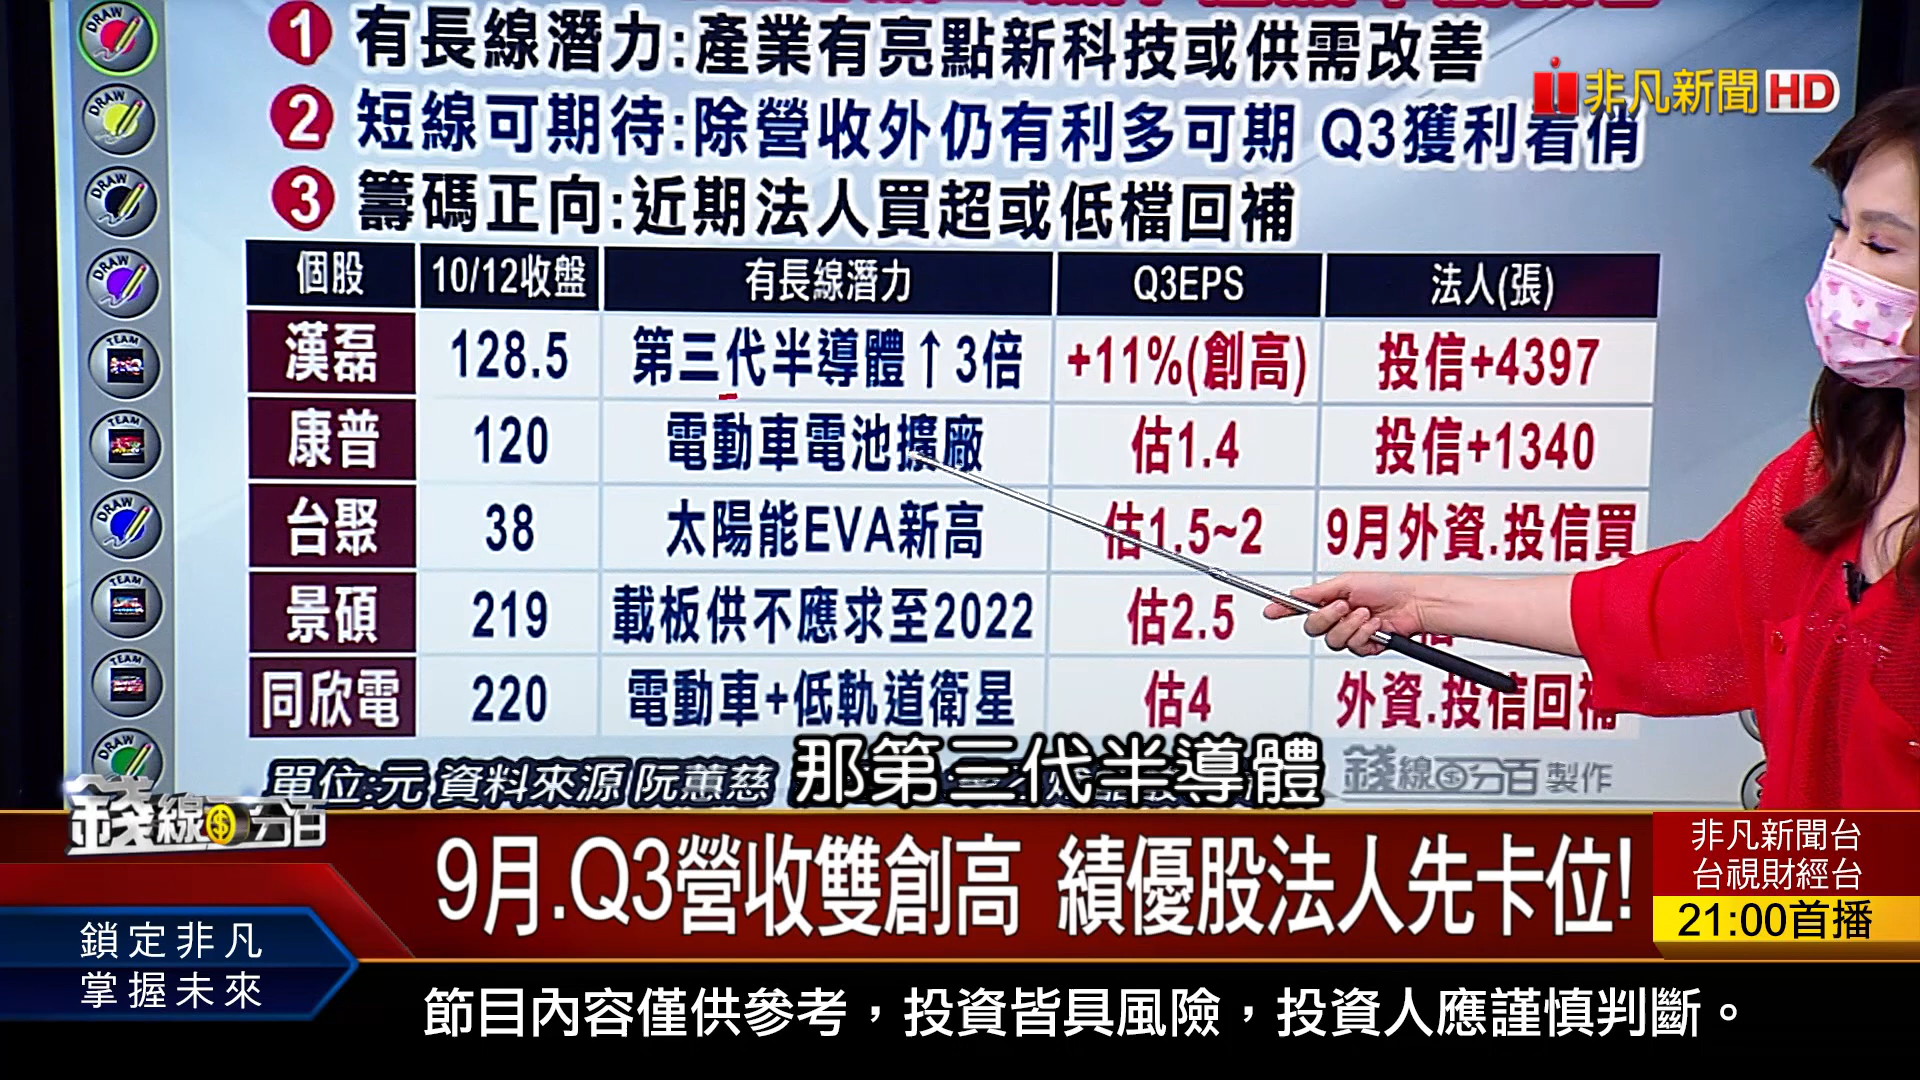 1 有長線潛力:產業有亮點新科技或供需改善
非凡新聞HD
2 短線可期待:除營收外仍有利多可期 Q3獲利看俏
3 籌碼正向:近期法人買超或低檔回補
個股 10/12收盤 有長線潛力 Q3EPS 法人(張)
漢磊 128.5 第三代半導體↑3倍 +11%(創高) 投信+4397
康普 120 電動車電池擴廠 估1.4 投信+1340
台聚 38 太陽能EVA新高 估1.5~2 9月外資.投信買
景碩 219 載板供不應求至2022 估2.5
同欣電 220 電動車+低軌道衛星 估4 外資.投信回補
DRAW
DRAW
DRAW
DRAW
TEAM
TEAM
DRAW
TEAM
TEAM
DRAW
單位:元 資料來源 阮蕙慈
錢線百分百 製作
那第三代半導體
錢線百分百
9月.Q3營收雙創高 績優股法人先卡位!
非凡新聞台
台視財經台
21:00首播
鎖定非凡
掌握未來
節目內容僅供參考，投資皆具風險，投資人應謹慎判斷。